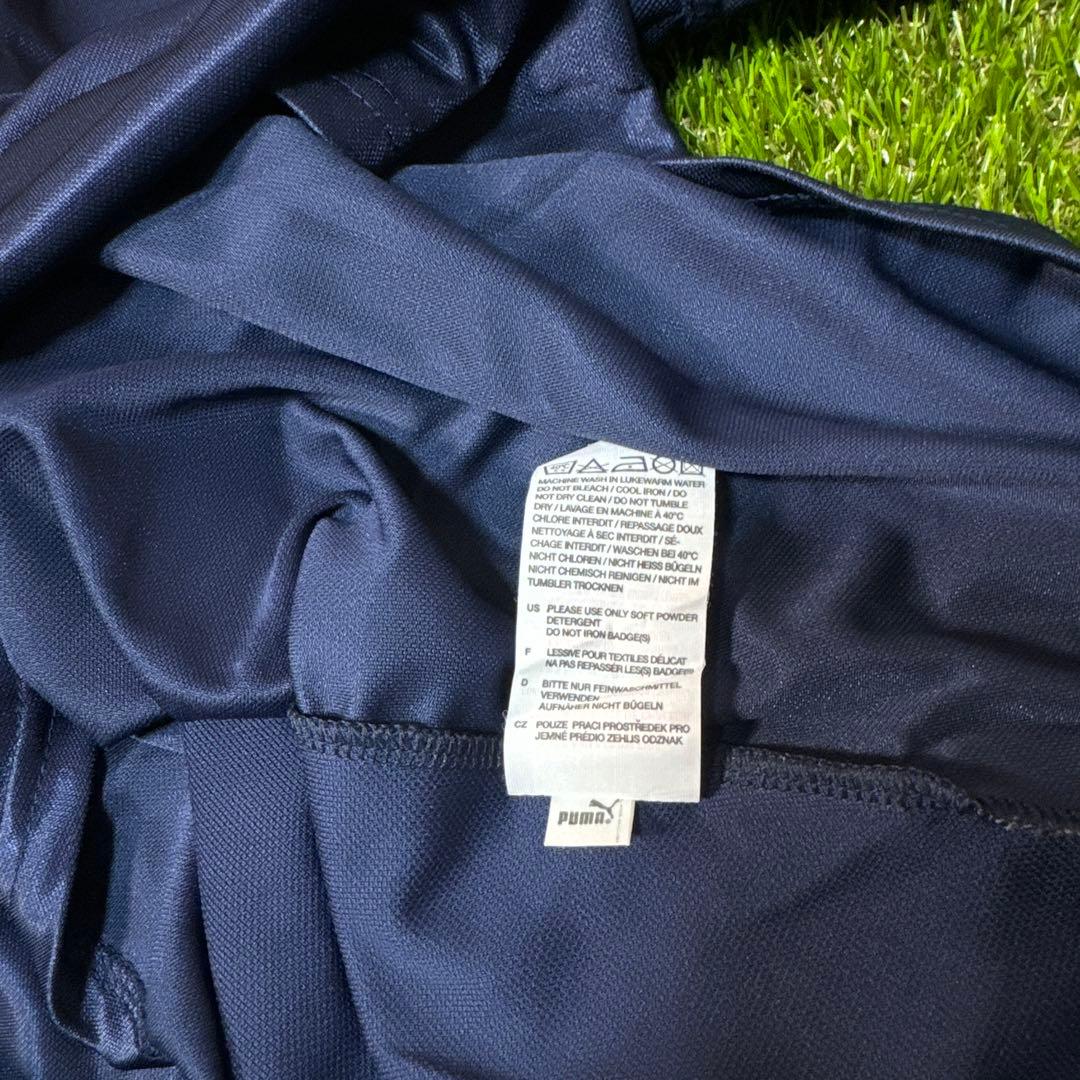 40°C
MACHINE WASH IN LUKEWARM WATER
DO NOT BLEACH / COOL IRON / DO
NOT DRY CLEAN / DO NOT TUMBLE
DRY / LAVAGE EN MACHINE À 40°C
CHLORE INTERDIT / REPASSAGE DOUX
NETTOYAGE À SEC INTERDIT / SÉ-
CHAGE INTERDIT / WASCHEN BEI 40°C
NICHT CHLOREN / NICHT HEISS BÜGELN
NICHT CHEMISCH REINIGEN / NICHT IM
TUMBLER TROCKNEN
US PLEASE USE ONLY SOFT POWDER
DETERGENT
DO NOT IRON BADGE(S)
F LESSIVE POUR TEXTILES DÉLICAT
NA PAS REPASSER LES(S) BADGE(S)
D BITTE NUR FEINWASCHMITTEL
VERWENDEN
AUFNÄHER NICHT BÜGELN
CZ POUZE PRACI PROSTŘEDEK PRO
JEMNÉ PRÉDIO ZEHLIS ODZNAK
PUMA